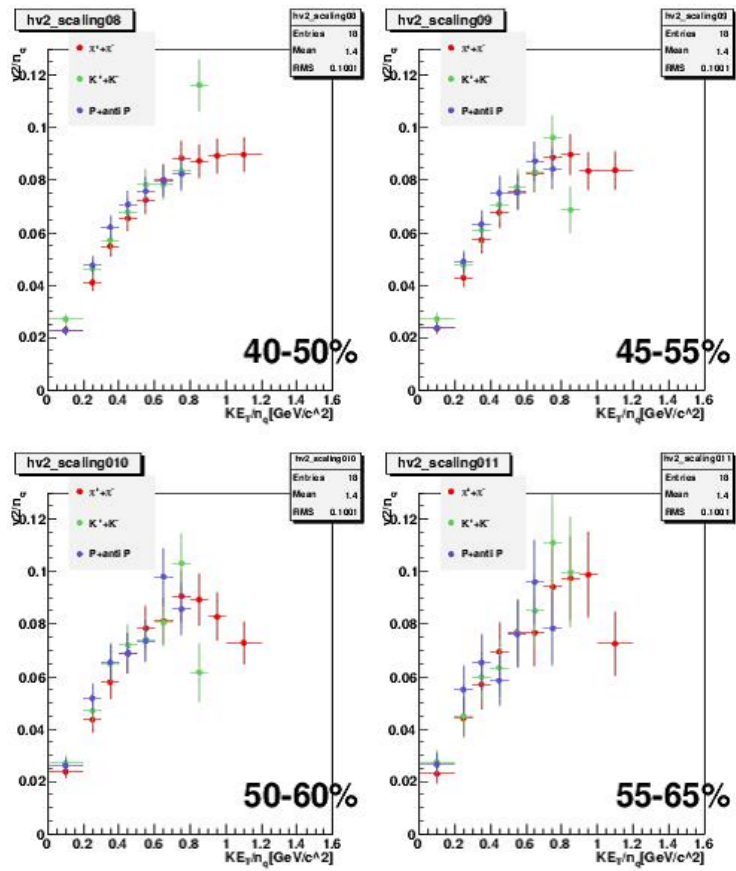 hv2_scaling08
hv2_scaling08
Entries 18
Mean 1.4
RMS 0.1001
v2/n_q
π⁺+π⁻
K⁺+K⁻
P+anti P
0.12
0.1
0.08
0.06
0.04
0.02
0
40-50%
0 0.2 0.4 0.6 0.8 1 1.2 1.4 1.6
KE_T/n_q[GeV/c^2]
hv2_scaling09
hv2_scaling09
Entries 18
Mean 1.4
RMS 0.1001
v2/n_q
π⁺+π⁻
K⁺+K⁻
P+anti P
0.12
0.1
0.08
0.06
0.04
0.02
0
45-55%
0 0.2 0.4 0.6 0.8 1 1.2 1.4 1.6
KE_T/n_q[GeV/c^2]
hv2_scaling010
hv2_scaling010
Entries 18
Mean 1.4
RMS 0.1001
v2/n_q
π⁺+π⁻
K⁺+K⁻
P+anti P
0.12
0.1
0.08
0.06
0.04
0.02
0
50-60%
0 0.2 0.4 0.6 0.8 1 1.2 1.4 1.6
KE_T/n_q[GeV/c^2]
hv2_scaling011
hv2_scaling011
Entries 18
Mean 1.4
RMS 0.1001
v2/n_q
π⁺+π⁻
K⁺+K⁻
P+anti P
0.12
0.1
0.08
0.06
0.04
0.02
0
55-65%
0 0.2 0.4 0.6 0.8 1 1.2 1.4 1.6
KE_T/n_q[GeV/c^2]